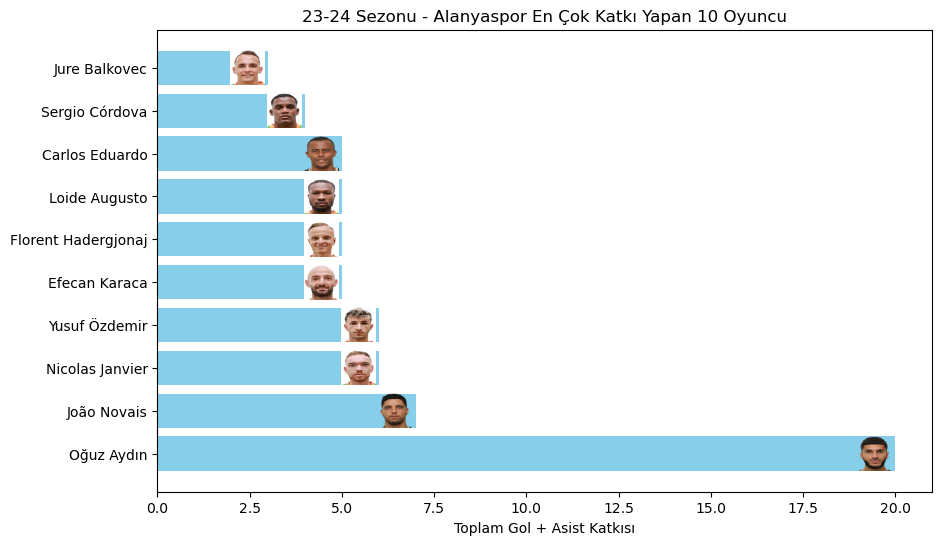 23-24 Sezonu - Alanyaspor En Çok Katkı Yapan 10 Oyuncu
Jure Balkovec
Sergio Córdova
Carlos Eduardo
Loide Augusto
Florent Hadergjonaj
Efecan Karaca
Yusuf Özdemir
Nicolas Janvier
João Novais
Oğuz Aydın
0.0 2.5 5.0 7.5 10.0 12.5 15.0 17.5 20.0
Toplam Gol + Asist Katkısı